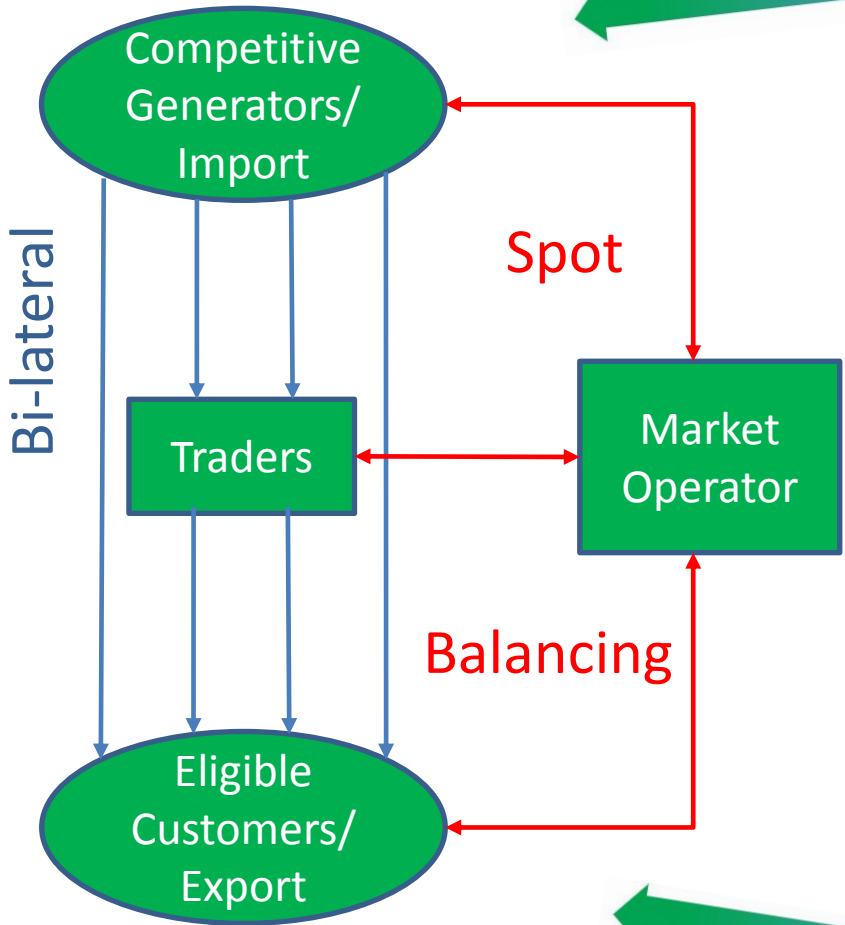 Competitive
Generators/
Import
Spot
Bi-lateral
Traders
Market
Operator
Balancing
Eligible
Customers/
Export